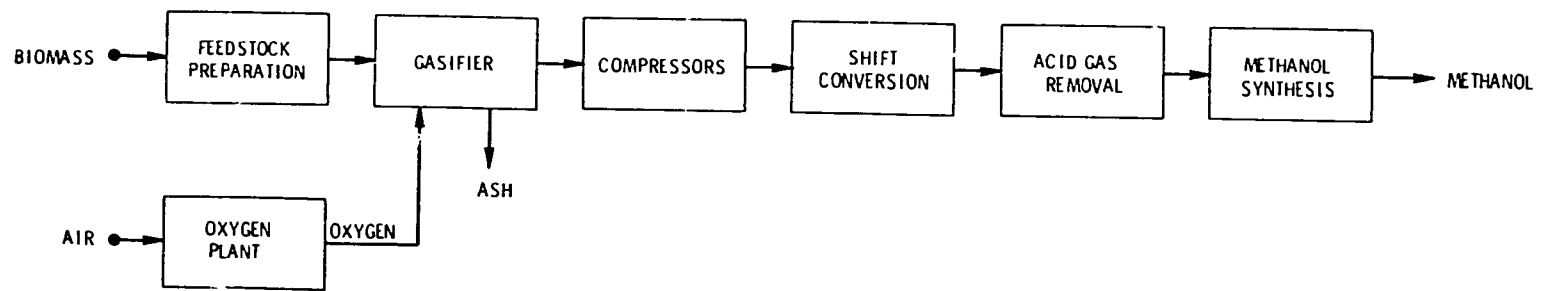 BIOMASS
FEEDSTOCK
PREPARATION
GASIFIER
COMPRESSORS
SHIFT
CONVERSION
ACID GAS
REMOVAL
METHANOL
SYNTHESIS
METHANOL
ASH
AIR
OXYGEN
PLANT
OXYGEN